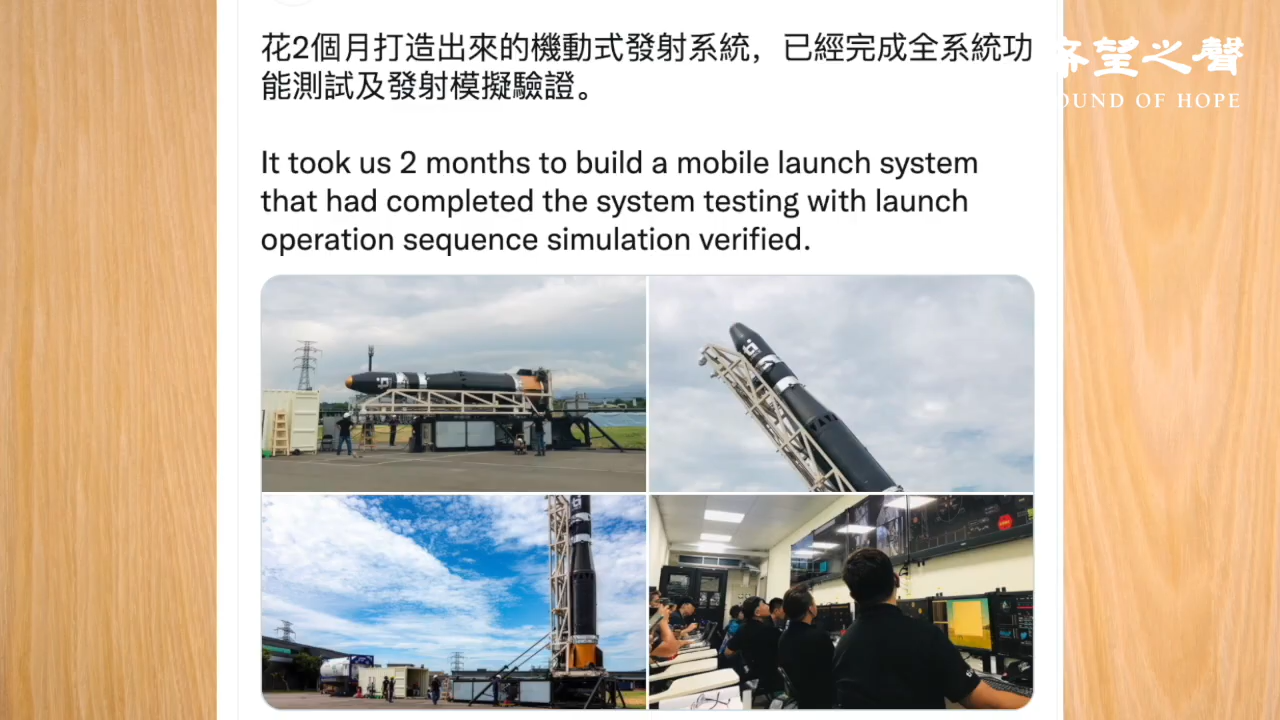 花2個月打造出來的機動式發射系統，已經完成全系統功
能測試及發射模擬驗證。
It took us 2 months to build a mobile launch system
that had completed the system testing with launch
operation sequence simulation verified.
望之聲
OF HOPE